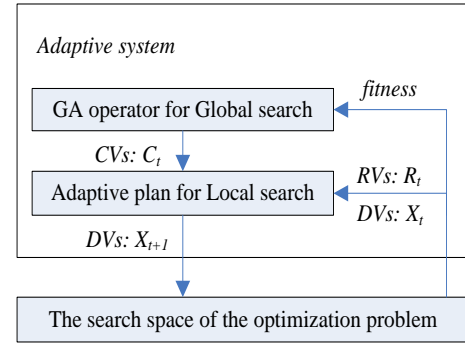 Adaptive system
fitness
GA operator for Global search
CVs: Cₜ
RVs: Rₜ
Adaptive plan for Local search
DVs: Xₜ
DVs: Xₜ₊₁
The search space of the optimization problem